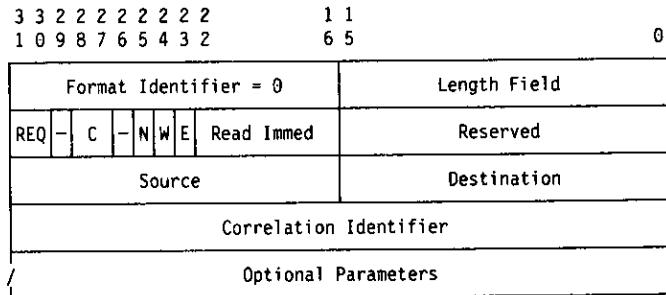 3 3 2 2 2 2 2 2 2 2 1 1
1 0 9 8 7 6 5 4 3 2 6 5 0
Format Identifier = 0 Length Field
REQ - C - N W E Read Immed Reserved
Source Destination
Correlation Identifier
/ Optional Parameters